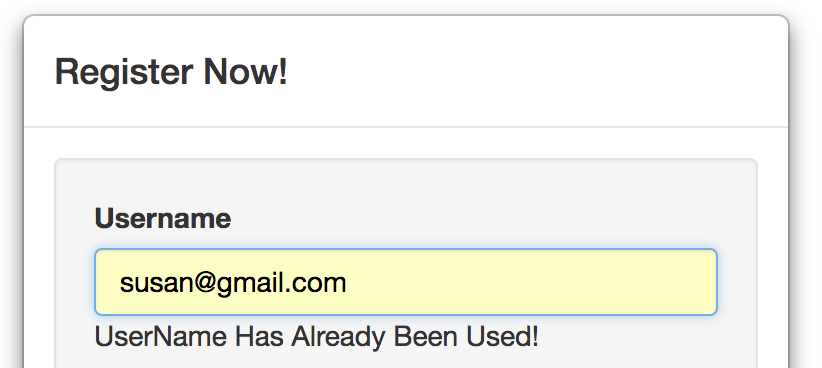 Register Now!
Username
susan@gmail.com
UserName Has Already Been Used!